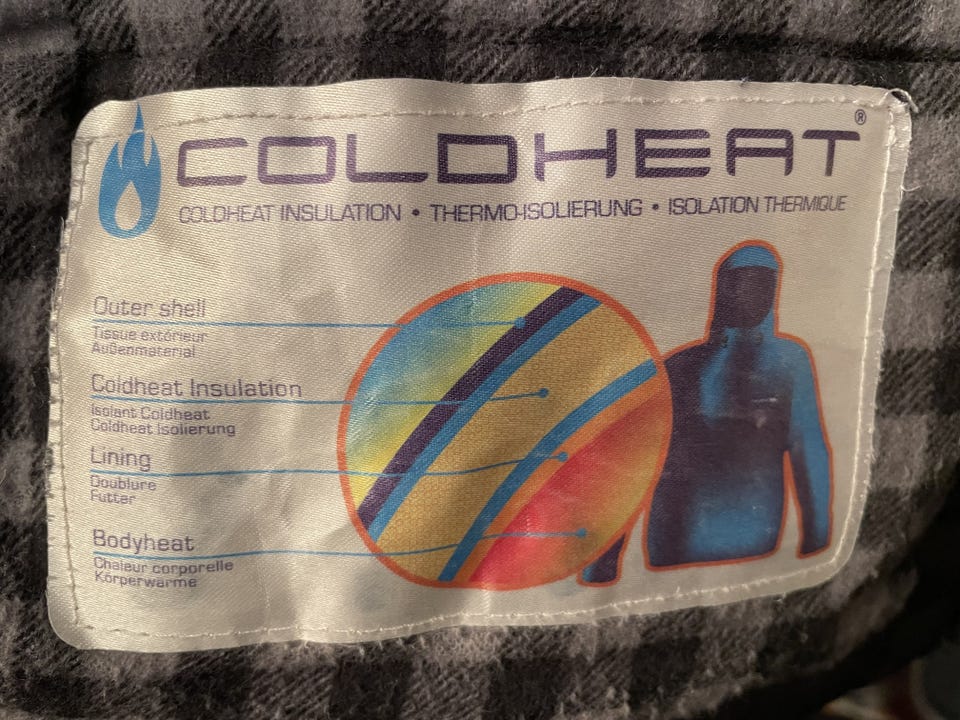 COLDHEAT®
COLDHEAT INSULATION • THERMO-ISOLIERUNG • ISOLATION THERMIQUE
Outer shell
Tissue extérieur
Außenmaterial
Coldheat Insulation
Isolant Coldheat
Coldheat Isolierung
Lining
Doublure
Futter
Bodyheat
Chaleur corporelle
Körperwärme